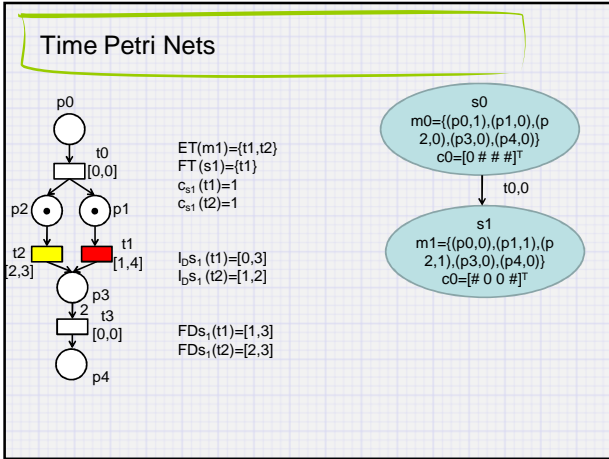 Time Petri Nets
p0
t0
[0,0]
p2
p1
t2
[2,3]
t1
[1,4]
p3
2
t3
[0,0]
p4
ET(m1)={t1,t2}
FT(s1)={t1}
cs1(t1)=1
cs1(t2)=1
IDs1(t1)=[0,3]
IDs1(t2)=[1,2]
FDs1(t1)=[1,3]
FDs1(t2)=[2,3]
s0
m0={(p0,1),(p1,0),(p
2,0),(p3,0),(p4,0)}
c0=[0 # # #]T
t0,0
s1
m1={(p0,0),(p1,1),(p
2,1),(p3,0),(p4,0)}
c0=[# 0 0 #]T